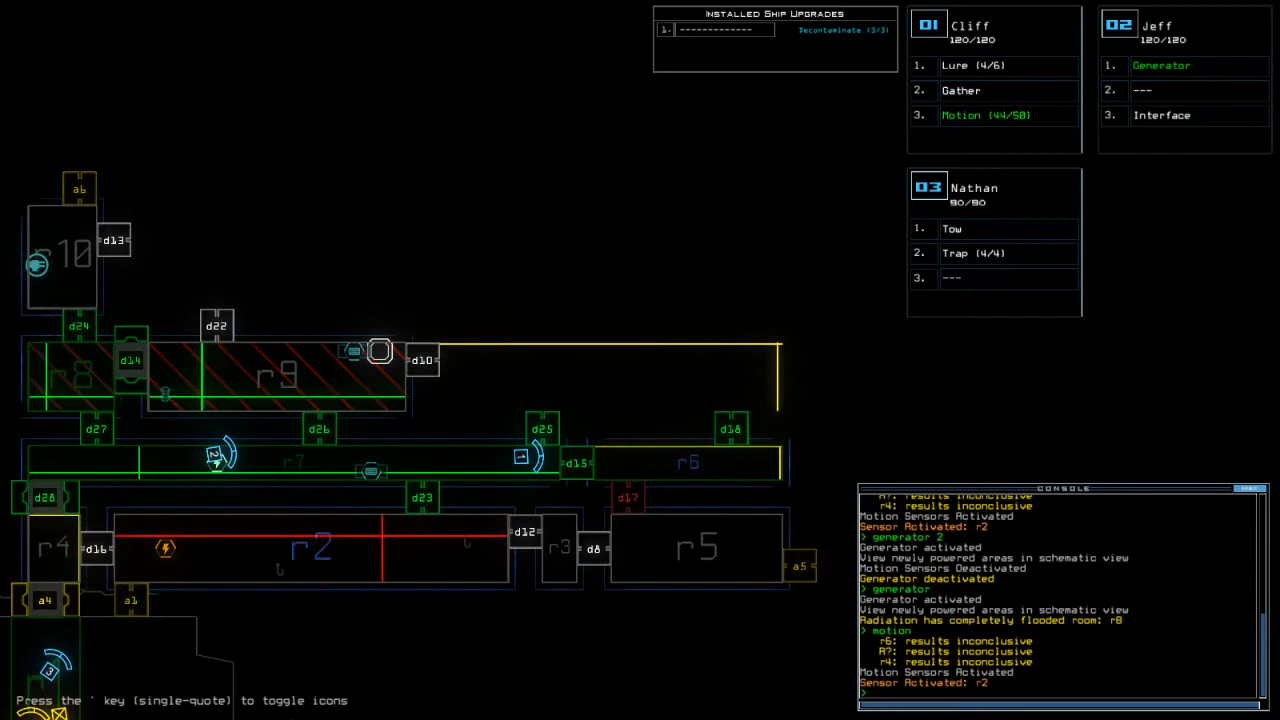 INSTALLED SHIP UPGRADES
1. ------------- Decontaminate (3/3)
01 Cliff
120/120
1. Lure (4/6)
2. Gather
3. Motion (44/50)
02 Jeff
120/120
1. Generator
2. ---
3. Interface
03 Nathan
90/90
1. Tow
2. Trap (4/4)
3. ---
a6
r10
d13
d24
d22
r8
d14
r9
d10
d27
d26
d25
d18
2
r7
1
d15
r6
d28
d23
d17
r4
d16
r2
d12
r3
d8
r5
a5
a4
a1
3
Press the ' key (single-quote) to toggle icons
CONSOLE
MAX
R?: results inconclusive
r4: results inconclusive
Motion Sensors Activated
Sensor Activated: r2
> generator 2
Generator activated
View newly powered areas in schematic view
Motion Sensors Deactivated
Generator deactivated
> generator
Generator activated
View newly powered areas in schematic view
Radiation has completely flooded room: r8
> motion
r6: results inconclusive
R?: results inconclusive
r4: results inconclusive
Motion Sensors Activated
Sensor Activated: r2
>